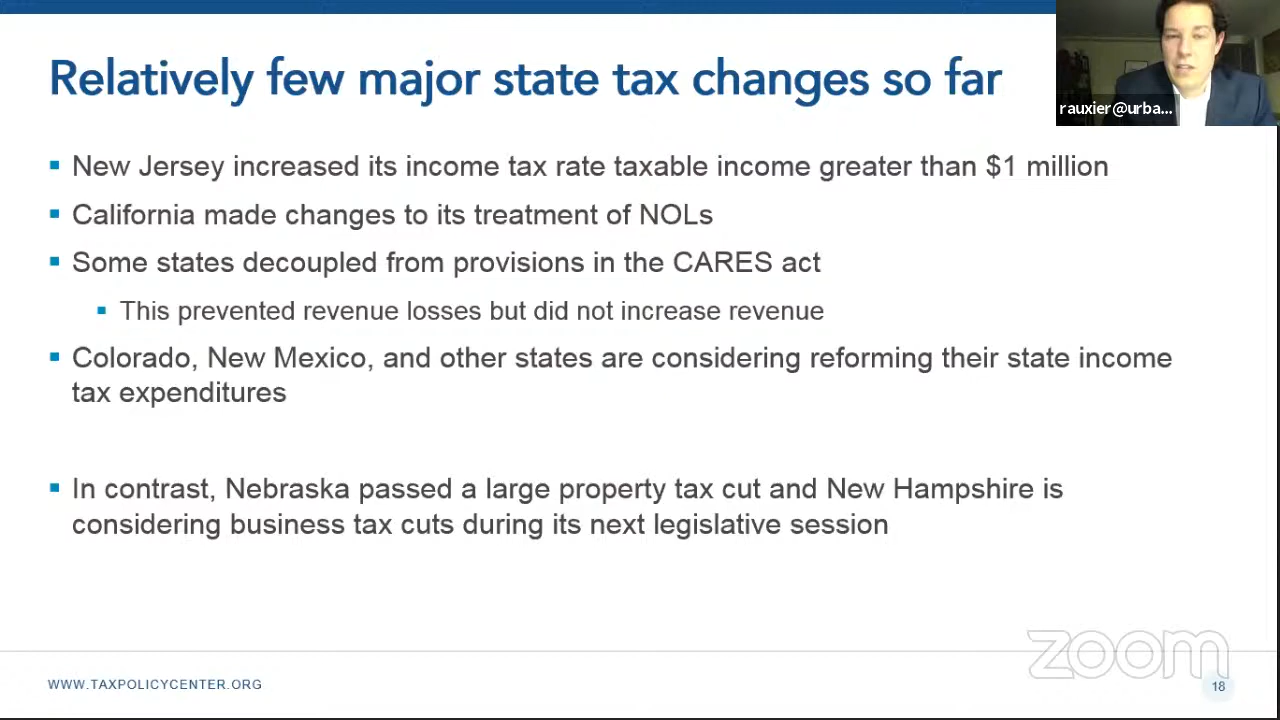 Relatively few major state tax changes so far
rauxier@urba...
▪ New Jersey increased its income tax rate taxable income greater than $1 million
▪ California made changes to its treatment of NOLs
▪ Some states decoupled from provisions in the CARES act
▪ This prevented revenue losses but did not increase revenue
▪ Colorado, New Mexico, and other states are considering reforming their state income
tax expenditures
▪ In contrast, Nebraska passed a large property tax cut and New Hampshire is
considering business tax cuts during its next legislative session
zoom
WWW.TAXPOLICYCENTER.ORG
18